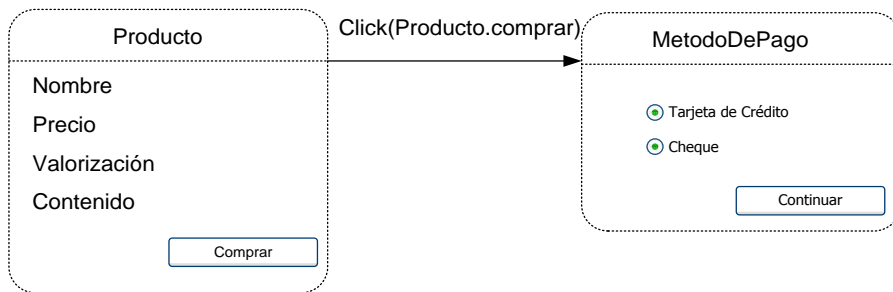 Producto
Nombre
Precio
Valorización
Contenido
Comprar
Click(Producto.comprar)
MetodoDePago
Tarjeta de Crédito
Cheque
Continuar